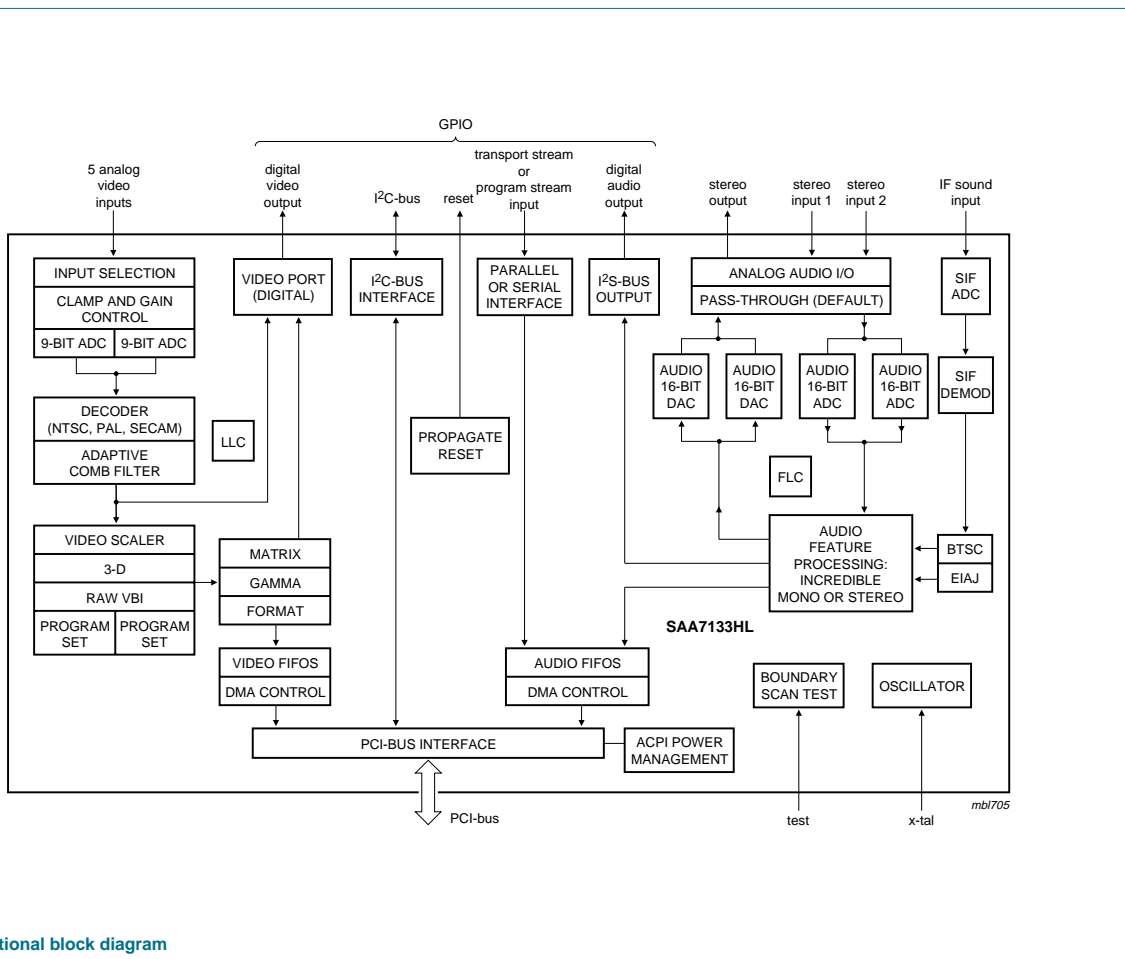 GPIO
5 analog
video
inputs
digital
video
output
I2C-bus
reset
transport stream
or
program stream
input
digital
audio
output
stereo
output
stereo
input 1
stereo
input 2
IF sound
input
INPUT SELECTION
CLAMP AND GAIN
CONTROL
9-BIT ADC
9-BIT ADC
VIDEO PORT
(DIGITAL)
I2C-BUS
INTERFACE
PARALLEL
OR SERIAL
INTERFACE
I2S-BUS
OUTPUT
ANALOG AUDIO I/O
PASS-THROUGH (DEFAULT)
SIF
ADC
AUDIO
16-BIT
DAC
AUDIO
16-BIT
DAC
AUDIO
16-BIT
ADC
AUDIO
16-BIT
ADC
SIF
DEMOD
DECODER
(NTSC, PAL, SECAM)
ADAPTIVE
COMB FILTER
LLC
PROPAGATE
RESET
FLC
VIDEO SCALER
3-D
RAW VBI
PROGRAM
SET
PROGRAM
SET
MATRIX
GAMMA
FORMAT
AUDIO
FEATURE
PROCESSING:
INCREDIBLE
MONO OR STEREO
BTSC
EIAJ
SAA7133HL
VIDEO FIFOS
DMA CONTROL
AUDIO FIFOS
DMA CONTROL
BOUNDARY
SCAN TEST
OSCILLATOR
PCI-BUS INTERFACE
ACPI POWER
MANAGEMENT
mbl705
PCI-bus
test
x-tal
tional block diagram